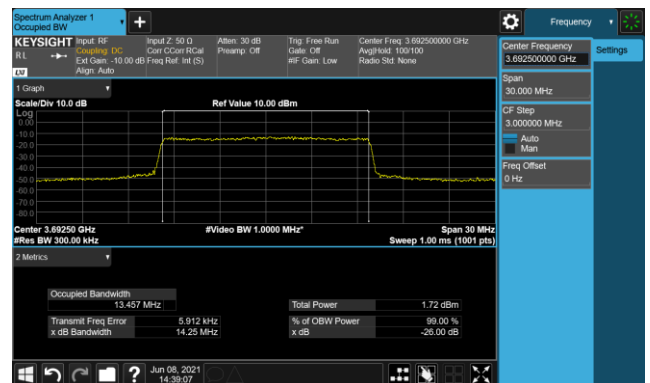 Spectrum Analyzer 1
Occupied BW
Frequency
KEYSIGHT Input: RF Input Z: 50 Ω Atten: 30 dB Trig: Free Run Center Freq: 3.692500000 GHz
RL Coupling: DC Corr CCorr RCal Preamp: Off Gate: Off Avg|Hold: 100/100
Ext Gain: -10.00 dB Freq Ref: Int (S) #IF Gain: Low Radio Std: None
Align: Auto
LXI
Center Frequency
3.692500000 GHz
Settings
Span
30.000 MHz
CF Step
3.000000 MHz
Auto
Man
Freq Offset
0 Hz
1 Graph
Scale/Div 10.0 dB Ref Value 10.00 dBm
Log
0.00
-10.0
-20.0
-30.0
-40.0
-50.0
-60.0
-70.0
-80.0
Center 3.69250 GHz #Video BW 1.0000 MHz* Span 30 MHz
#Res BW 300.00 kHz Sweep 1.00 ms (1001 pts)
2 Metrics
Occupied Bandwidth
13.457 MHz Total Power 1.72 dBm
Transmit Freq Error 5.912 kHz % of OBW Power 99.00 %
x dB Bandwidth 14.25 MHz x dB -26.00 dB
? Jun 08, 2021
14:39:07